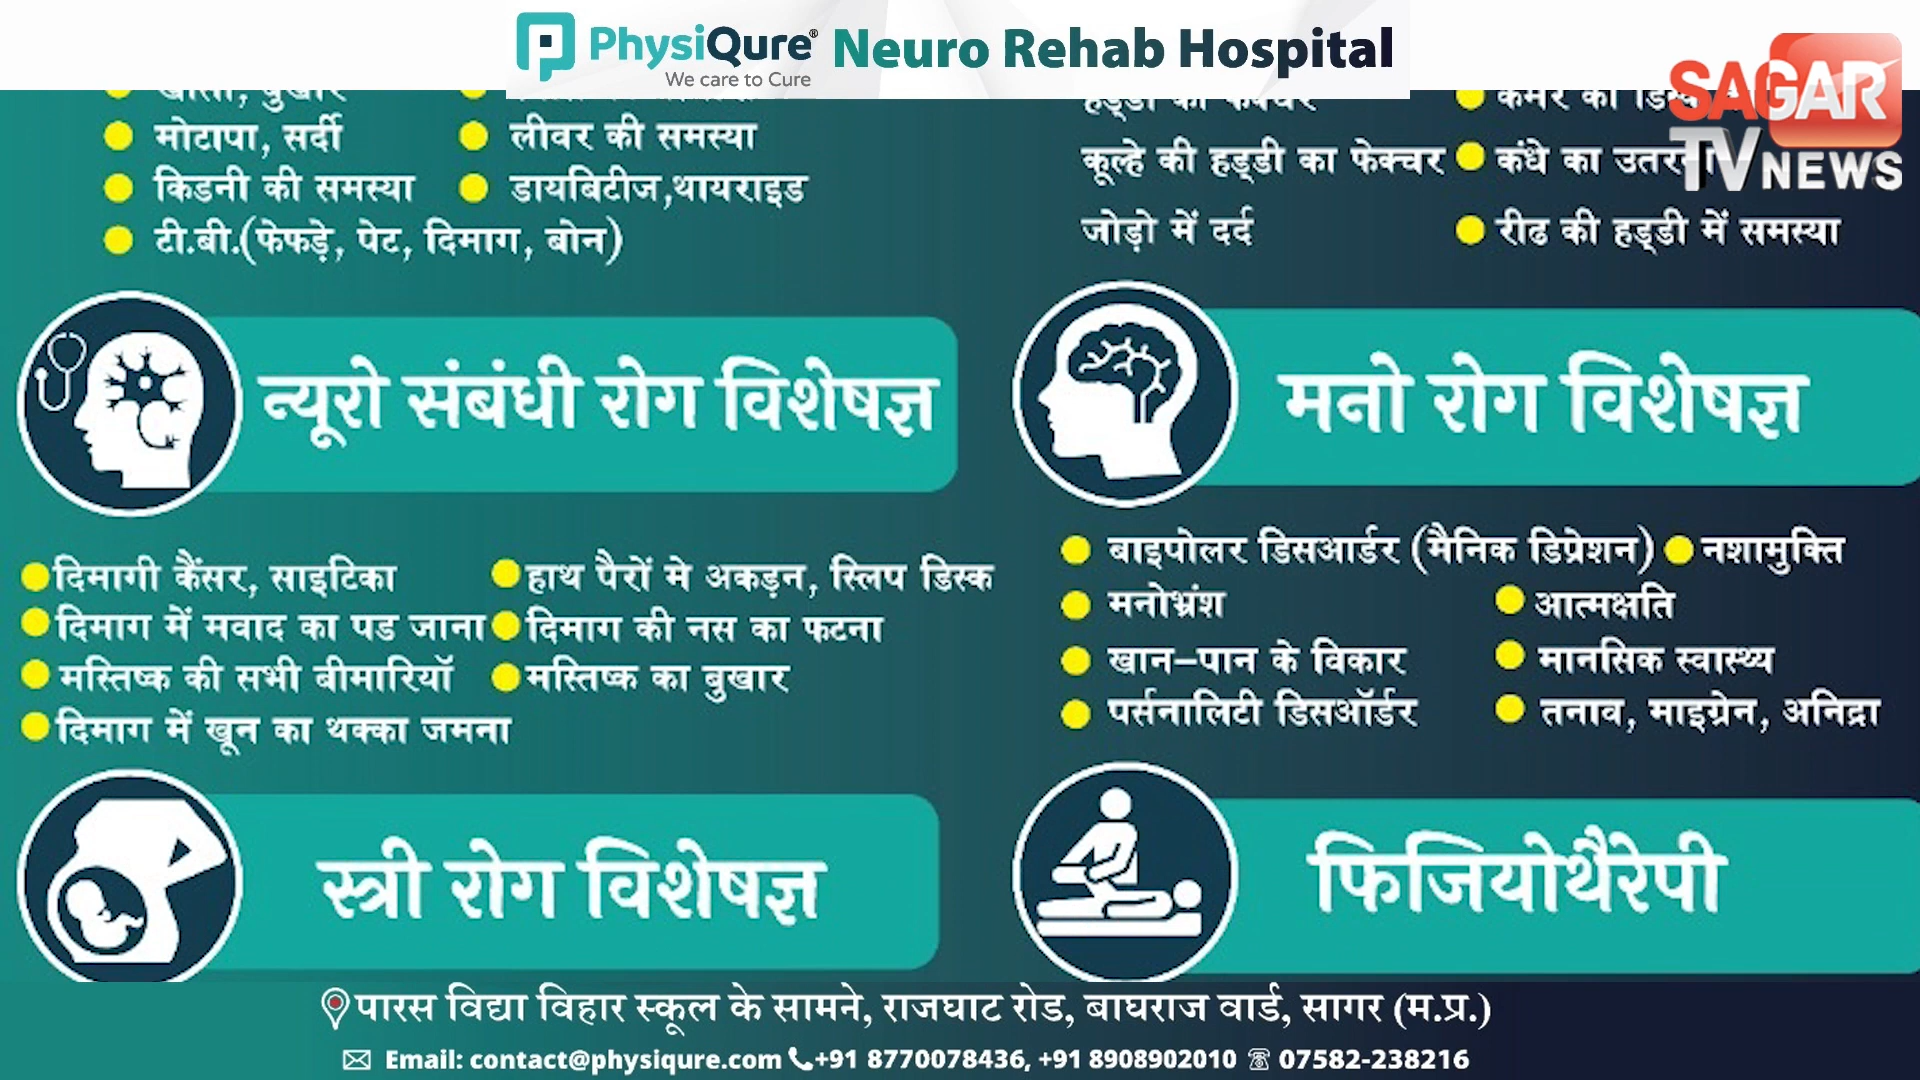 PhysiQure® Neuro Rehab Hospital
We care to Cure
SAGAR
TV NEWS
मोटापा, सर्दी
लीवर की समस्या
किडनी की समस्या
डायबिटीज,थायराइड
टी.बी.(फेफड़े, पेट, दिमाग, बोन)
कूल्हे की हड्डी का फेक्चर
कंधे का
जोड़ो में दर्द
रीढ की हड्डी में समस्या
न्यूरो संबंधी रोग विशेषज्ञ
दिमागी कैंसर, साइटिका
हाथ पैरों मे अकड़न, स्लिप डिस्क
दिमाग में मवाद का पड जाना
दिमाग की नस का फटना
मस्तिष्क की सभी बीमारियॉ
मस्तिष्क का बुखार
दिमाग में खून का थक्का जमना
मनो रोग विशेषज्ञ
बाइपोलर डिसआर्डर (मैनिक डिप्रेशन)
नशामुक्ति
मनोभ्रंश
आत्मक्षति
खान–पान के विकार
मानसिक स्वास्थ्य
पर्सनालिटी डिसऑर्डर
तनाव, माइग्रेन, अनिद्रा
स्त्री रोग विशेषज्ञ
फिजियोथैरेपी
पारस विद्या विहार स्कूल के सामने, राजघाट रोड, बाघराज वार्ड, सागर (म.प्र.)
Email: contact@physiqure.com +91 8770078436, +91 8908902010 07582-238216